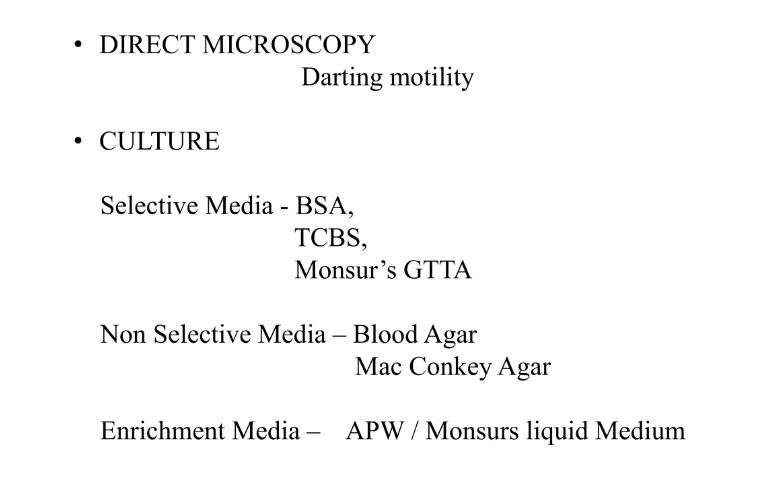 • DIRECT MICROSCOPY
Darting motility
• CULTURE
Selective Media - BSA,
TCBS,
Monsur’s GTTA
Non Selective Media – Blood Agar
Mac Conkey Agar
Enrichment Media – APW / Monsurs liquid Medium